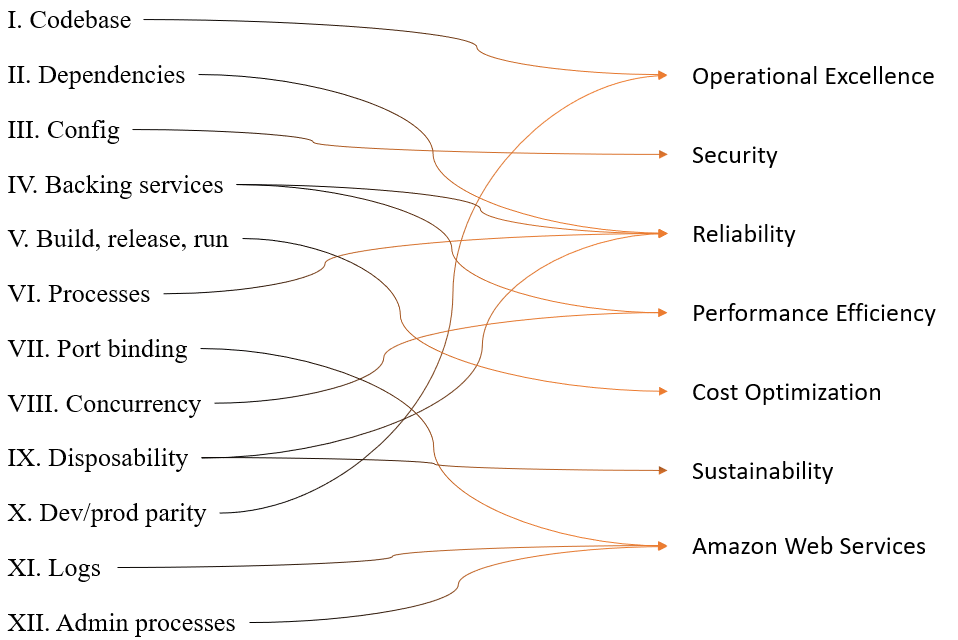 I. Codebase
II. Dependencies
III. Config
IV. Backing services
V. Build, release, run
VI. Processes
VII. Port binding
VIII. Concurrency
IX. Disposability
X. Dev/prod parity
XI. Logs
XII. Admin processes
Operational Excellence
Security
Reliability
Performance Efficiency
Cost Optimization
Sustainability
Amazon Web Services